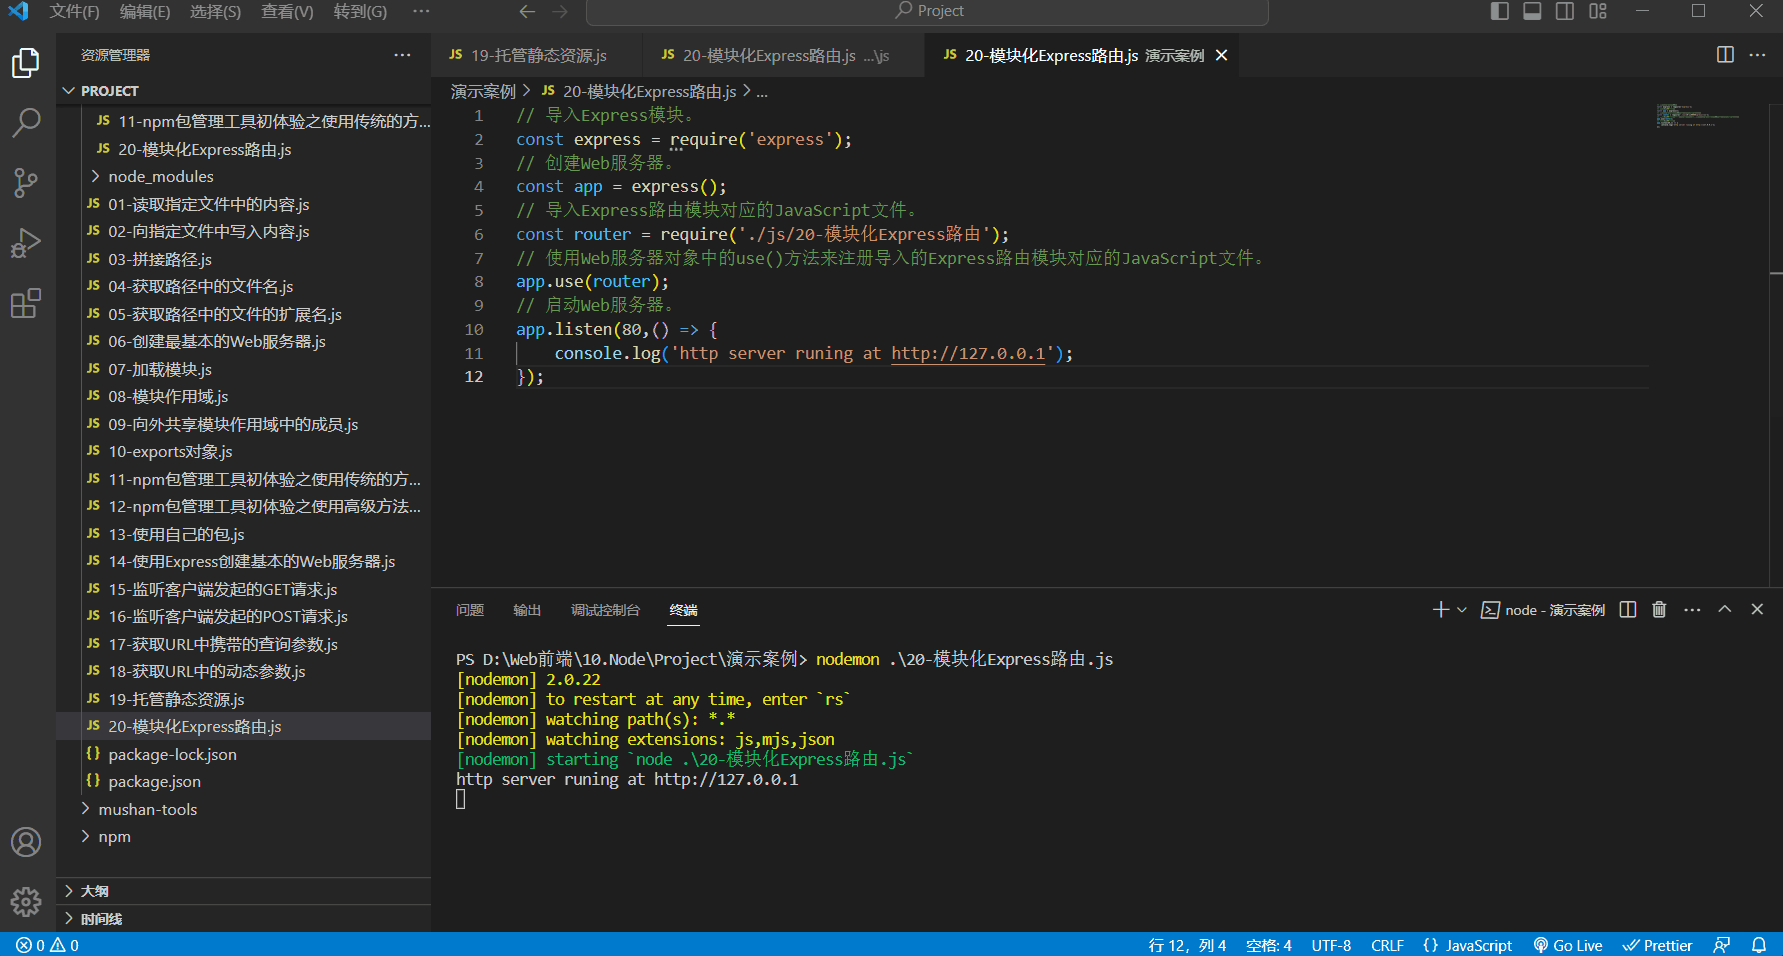 文件(F) 编辑(E) 选择(S) 查看(V) 转到(G) ··· Project
资源管理器 ···
JS 19-托管静态资源.js JS 20-模块化Express路由.js ...\js JS 20-模块化Express路由.js 演示案例
PROJECT
演示案例 > JS 20-模块化Express路由.js > ...
JS 11-npm包管理工具初体验之使用传统的方...
JS 20-模块化Express路由.js
node_modules
JS 01-读取指定文件中的内容.js
JS 02-向指定文件中写入内容.js
JS 03-拼接路径.js
JS 04-获取路径中的文件名.js
JS 05-获取路径中的文件的扩展名.js
JS 06-创建最基本的Web服务器.js
JS 07-加载模块.js
JS 08-模块作用域.js
JS 09-向外共享模块作用域中的成员.js
JS 10-exports对象.js
JS 11-npm包管理工具初体验之使用传统的方...
JS 12-npm包管理工具初体验之使用高级方法...
JS 13-使用自己的包.js
JS 14-使用Express创建基本的Web服务器.js
JS 15-监听客户端发起的GET请求.js
JS 16-监听客户端发起的POST请求.js
JS 17-获取URL中携带的查询参数.js
JS 18-获取URL中的动态参数.js
JS 19-托管静态资源.js
JS 20-模块化Express路由.js
{} package-lock.json
{} package.json
mushan-tools
npm
大纲
时间线
1 // 导入Express模块。
2 const express = require('express');
3 // 创建Web服务器。
4 const app = express();
5 // 导入Express路由模块对应的JavaScript文件。
6 const router = require('./js/20-模块化Express路由');
7 // 使用Web服务器对象中的use()方法来注册导入的Express路由模块对应的JavaScript文件。
8 app.use(router);
9 // 启动Web服务器。
10 app.listen(80,() => {
11 console.log('http server runing at http://127.0.0.1');
12 });
问题 输出 调试控制台 终端 node - 演示案例 ···
PS D:\Web前端\10.Node\Project\演示案例> nodemon .\20-模块化Express路由.js
[nodemon] 2.0.22
[nodemon] to restart at any time, enter `rs`
[nodemon] watching path(s): *.*
[nodemon] watching extensions: js,mjs,json
[nodemon] starting `node .\20-模块化Express路由.js`
http server runing at http://127.0.0.1
0 0 行 12, 列 4 空格: 4 UTF-8 CRLF {} JavaScript Go Live Prettier